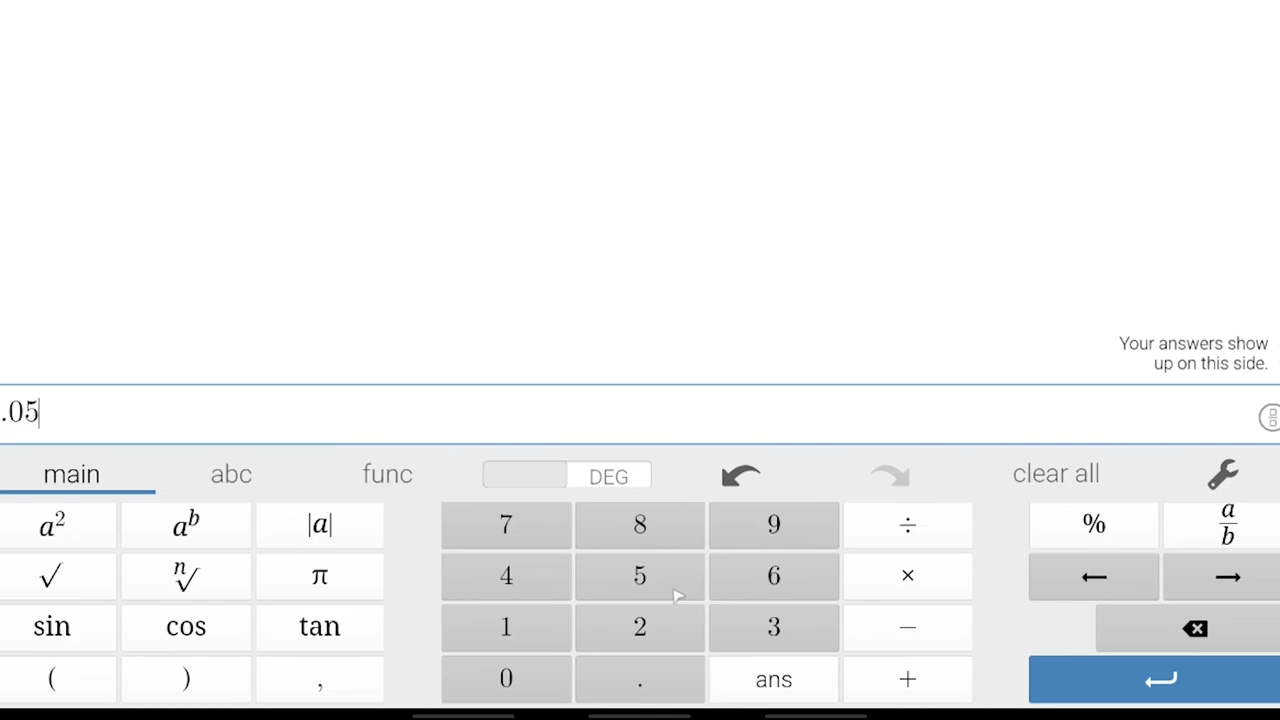 Your answers show
up on this side.
.05
main abc func DEG clear all
a² aᵇ |a| 7 8 9 ÷ % a/b
√ ⁿ√ π 4 5 6 × ← →
sin cos tan 1 2 3 −
( ) , 0 . ans +